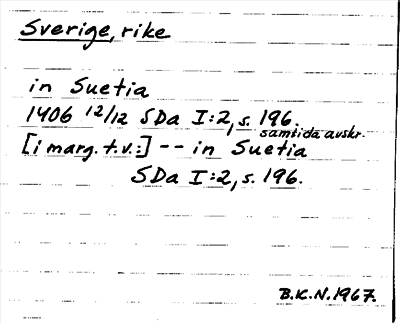 Sverige, rike
in Suetia
1406 12/12 SDa I:2, s. 196.
samtida avskr.
[i marg. t.v.:] -- in Suetia
SDa I:2, s. 196.
B.K.N.1967.